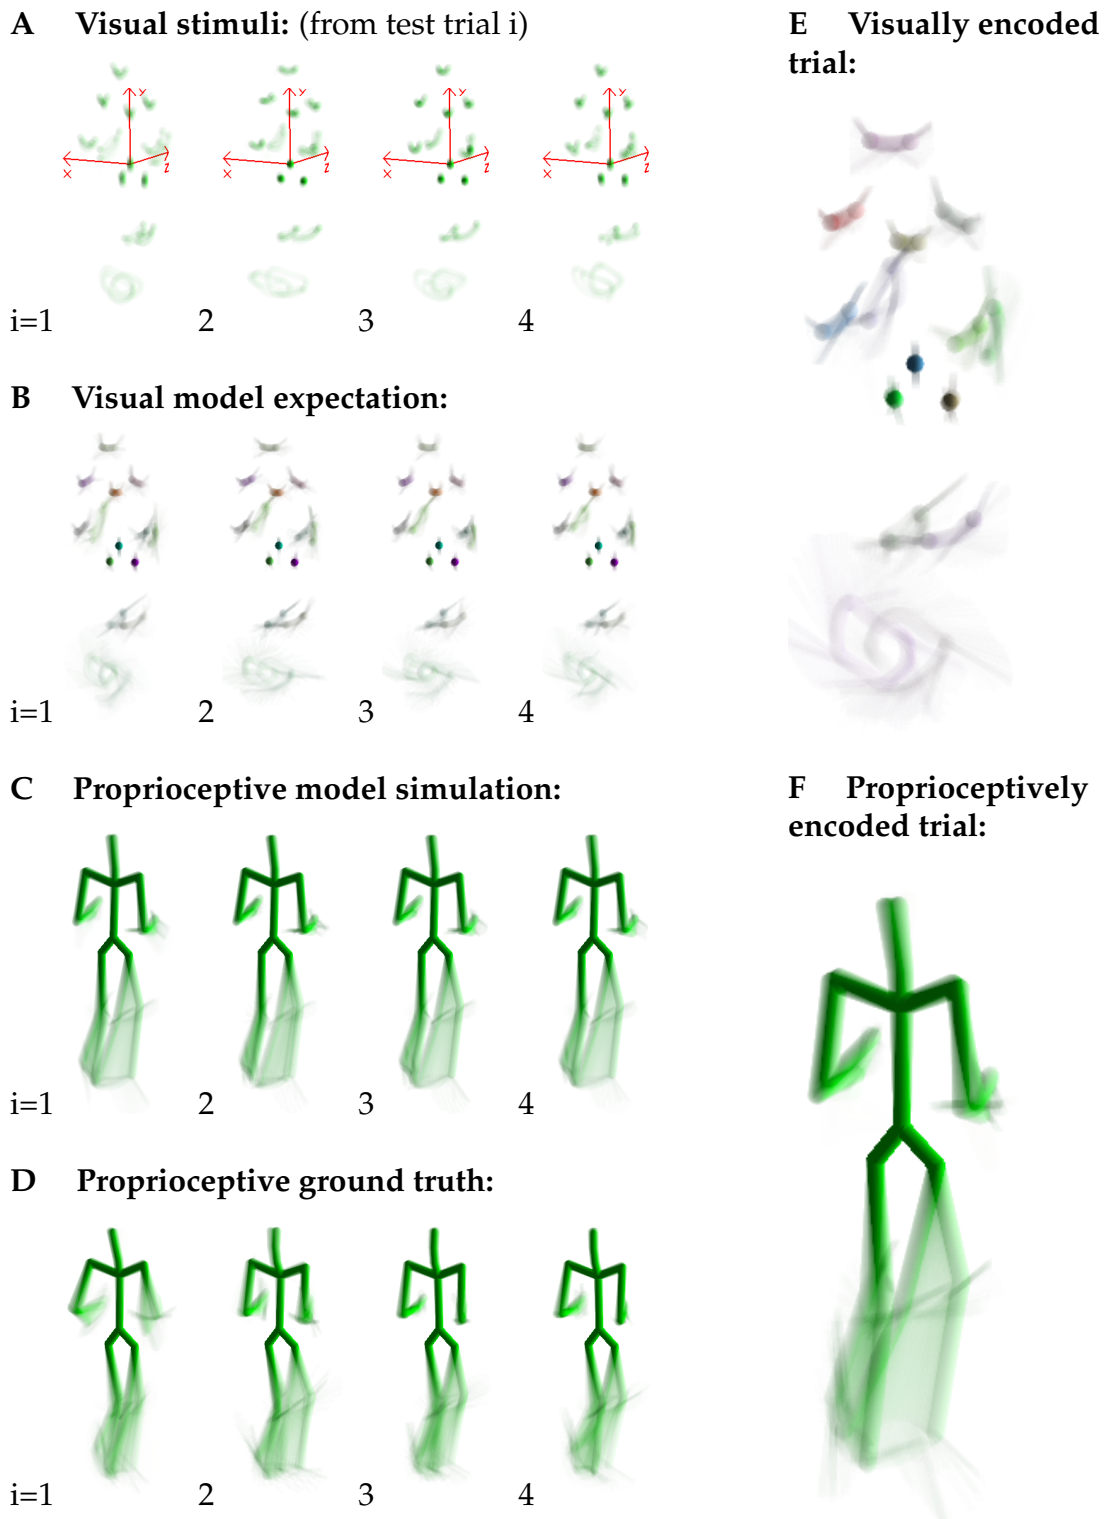 A Visual stimuli: (from test trial i)
Y Y Y Y
X Z X Z X Z X Z
i=1 2 3 4
B Visual model expectation:
i=1 2 3 4
C Proprioceptive model simulation:
i=1 2 3 4
D Proprioceptive ground truth:
i=1 2 3 4
E Visually encoded
trial:
F Proprioceptively
encoded trial: